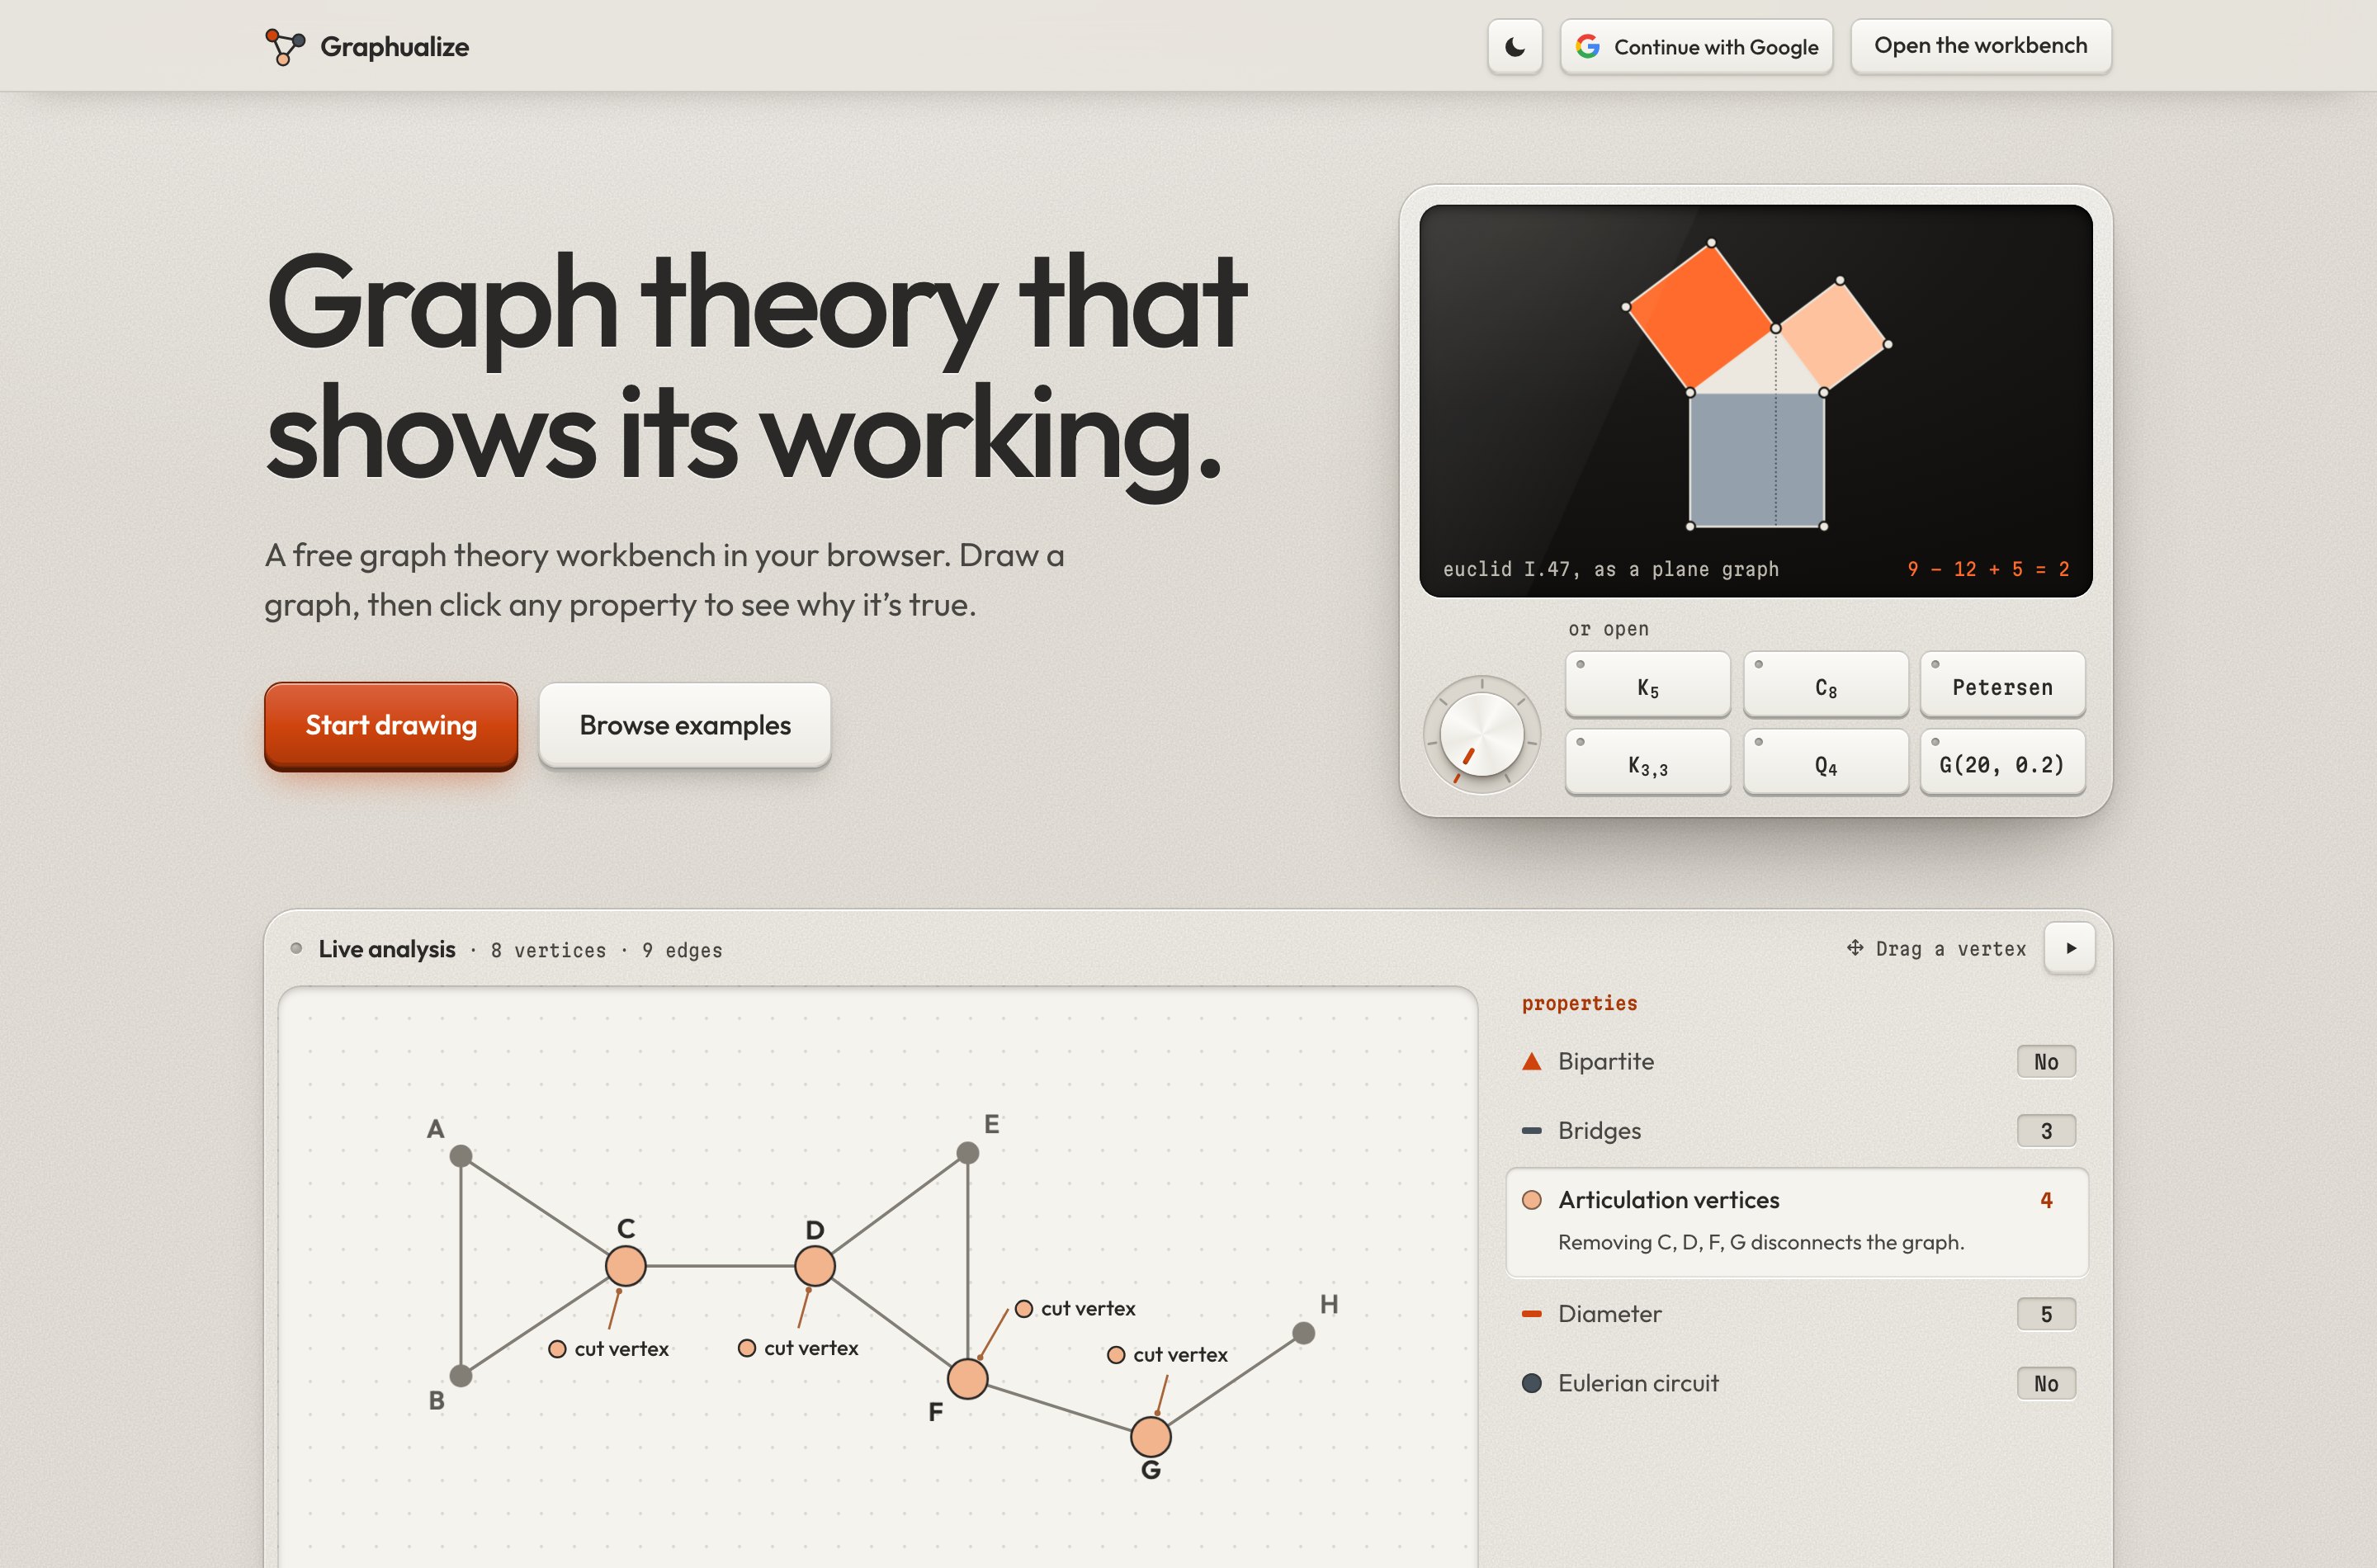 Graphualize
Continue with Google
Open the workbench
Graph theory that
shows its working.
A free graph theory workbench in your browser. Draw a
graph, then click any property to see why it’s true.
Start drawing
Browse examples
euclid I.47, as a plane graph
9 − 12 + 5 = 2
or open
K₅
C₈
Petersen
K₃,₃
Q₄
G(20, 0.2)
Live analysis · 8 vertices · 9 edges
Drag a vertex
A
B
C
D
E
F
G
H
cut vertex
cut vertex
cut vertex
cut vertex
properties
Bipartite No
Bridges 3
Articulation vertices 4
Removing C, D, F, G disconnects the graph.
Diameter 5
Eulerian circuit No